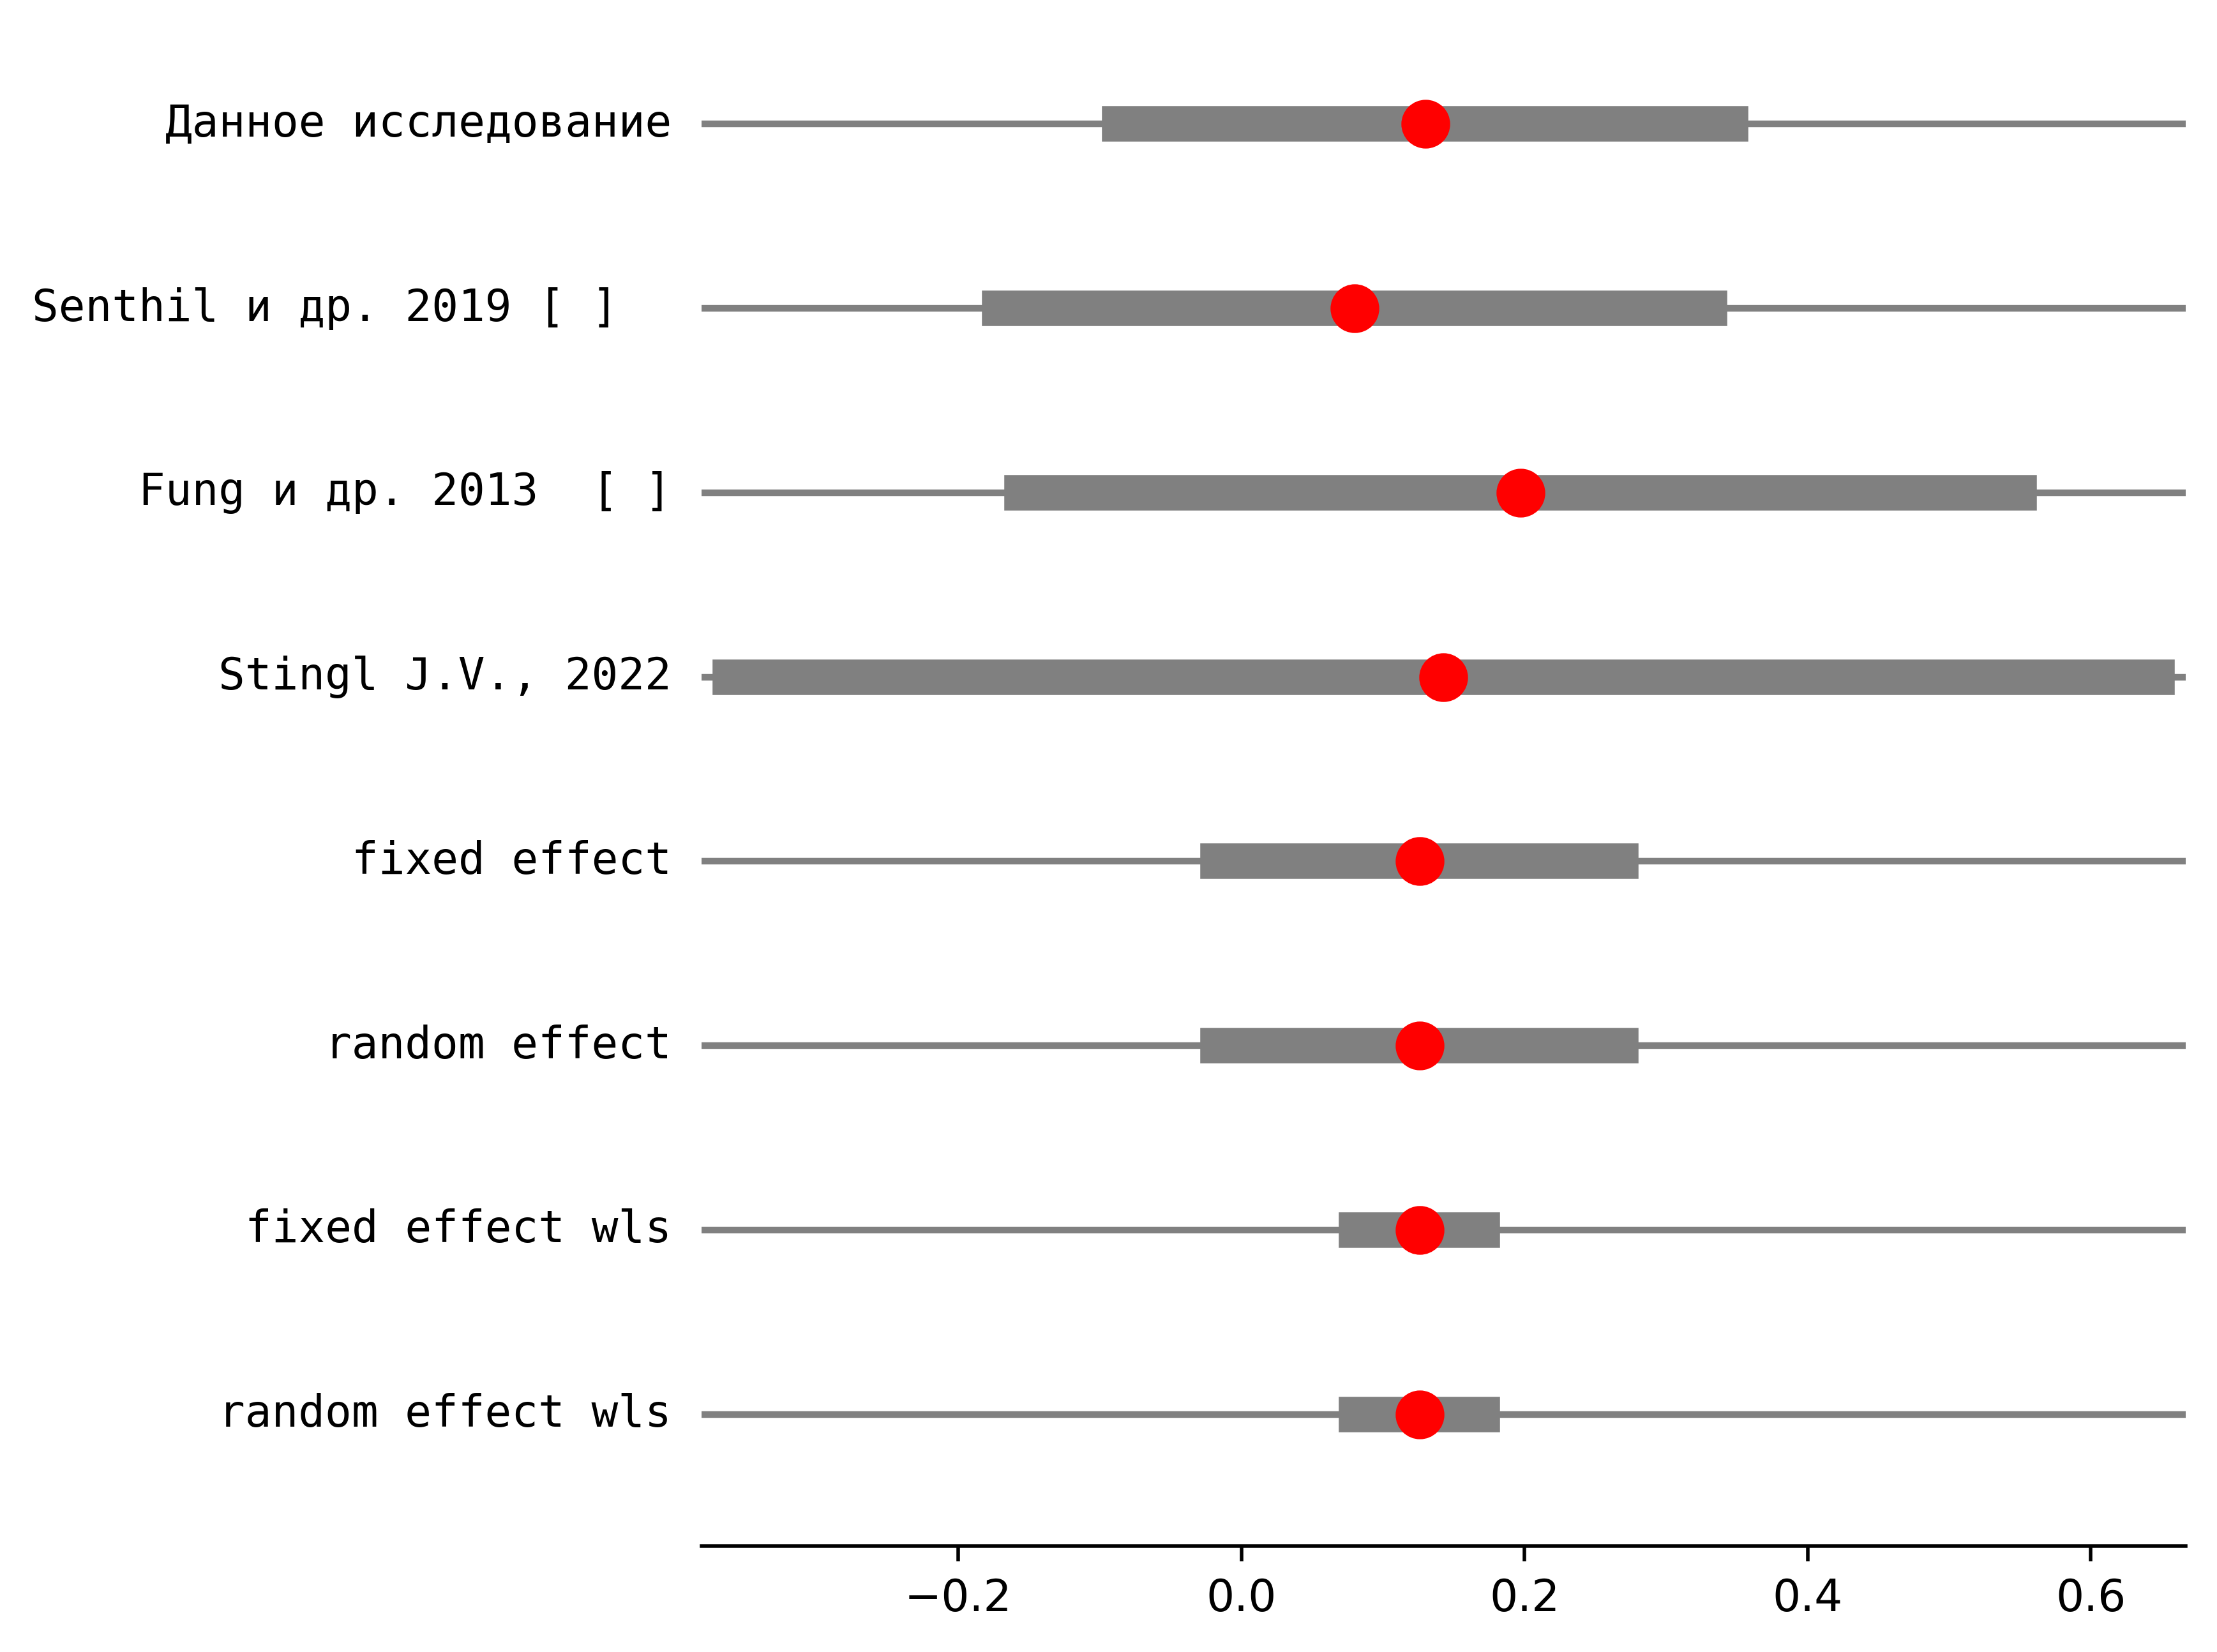 Данное исследование
Senthil и др. 2019 [ ]
Fung и др. 2013  [ ]
Stingl J.V., 2022
fixed effect
random effect
fixed effect wls
random effect wls
−0.2 0.0 0.2 0.4 0.6